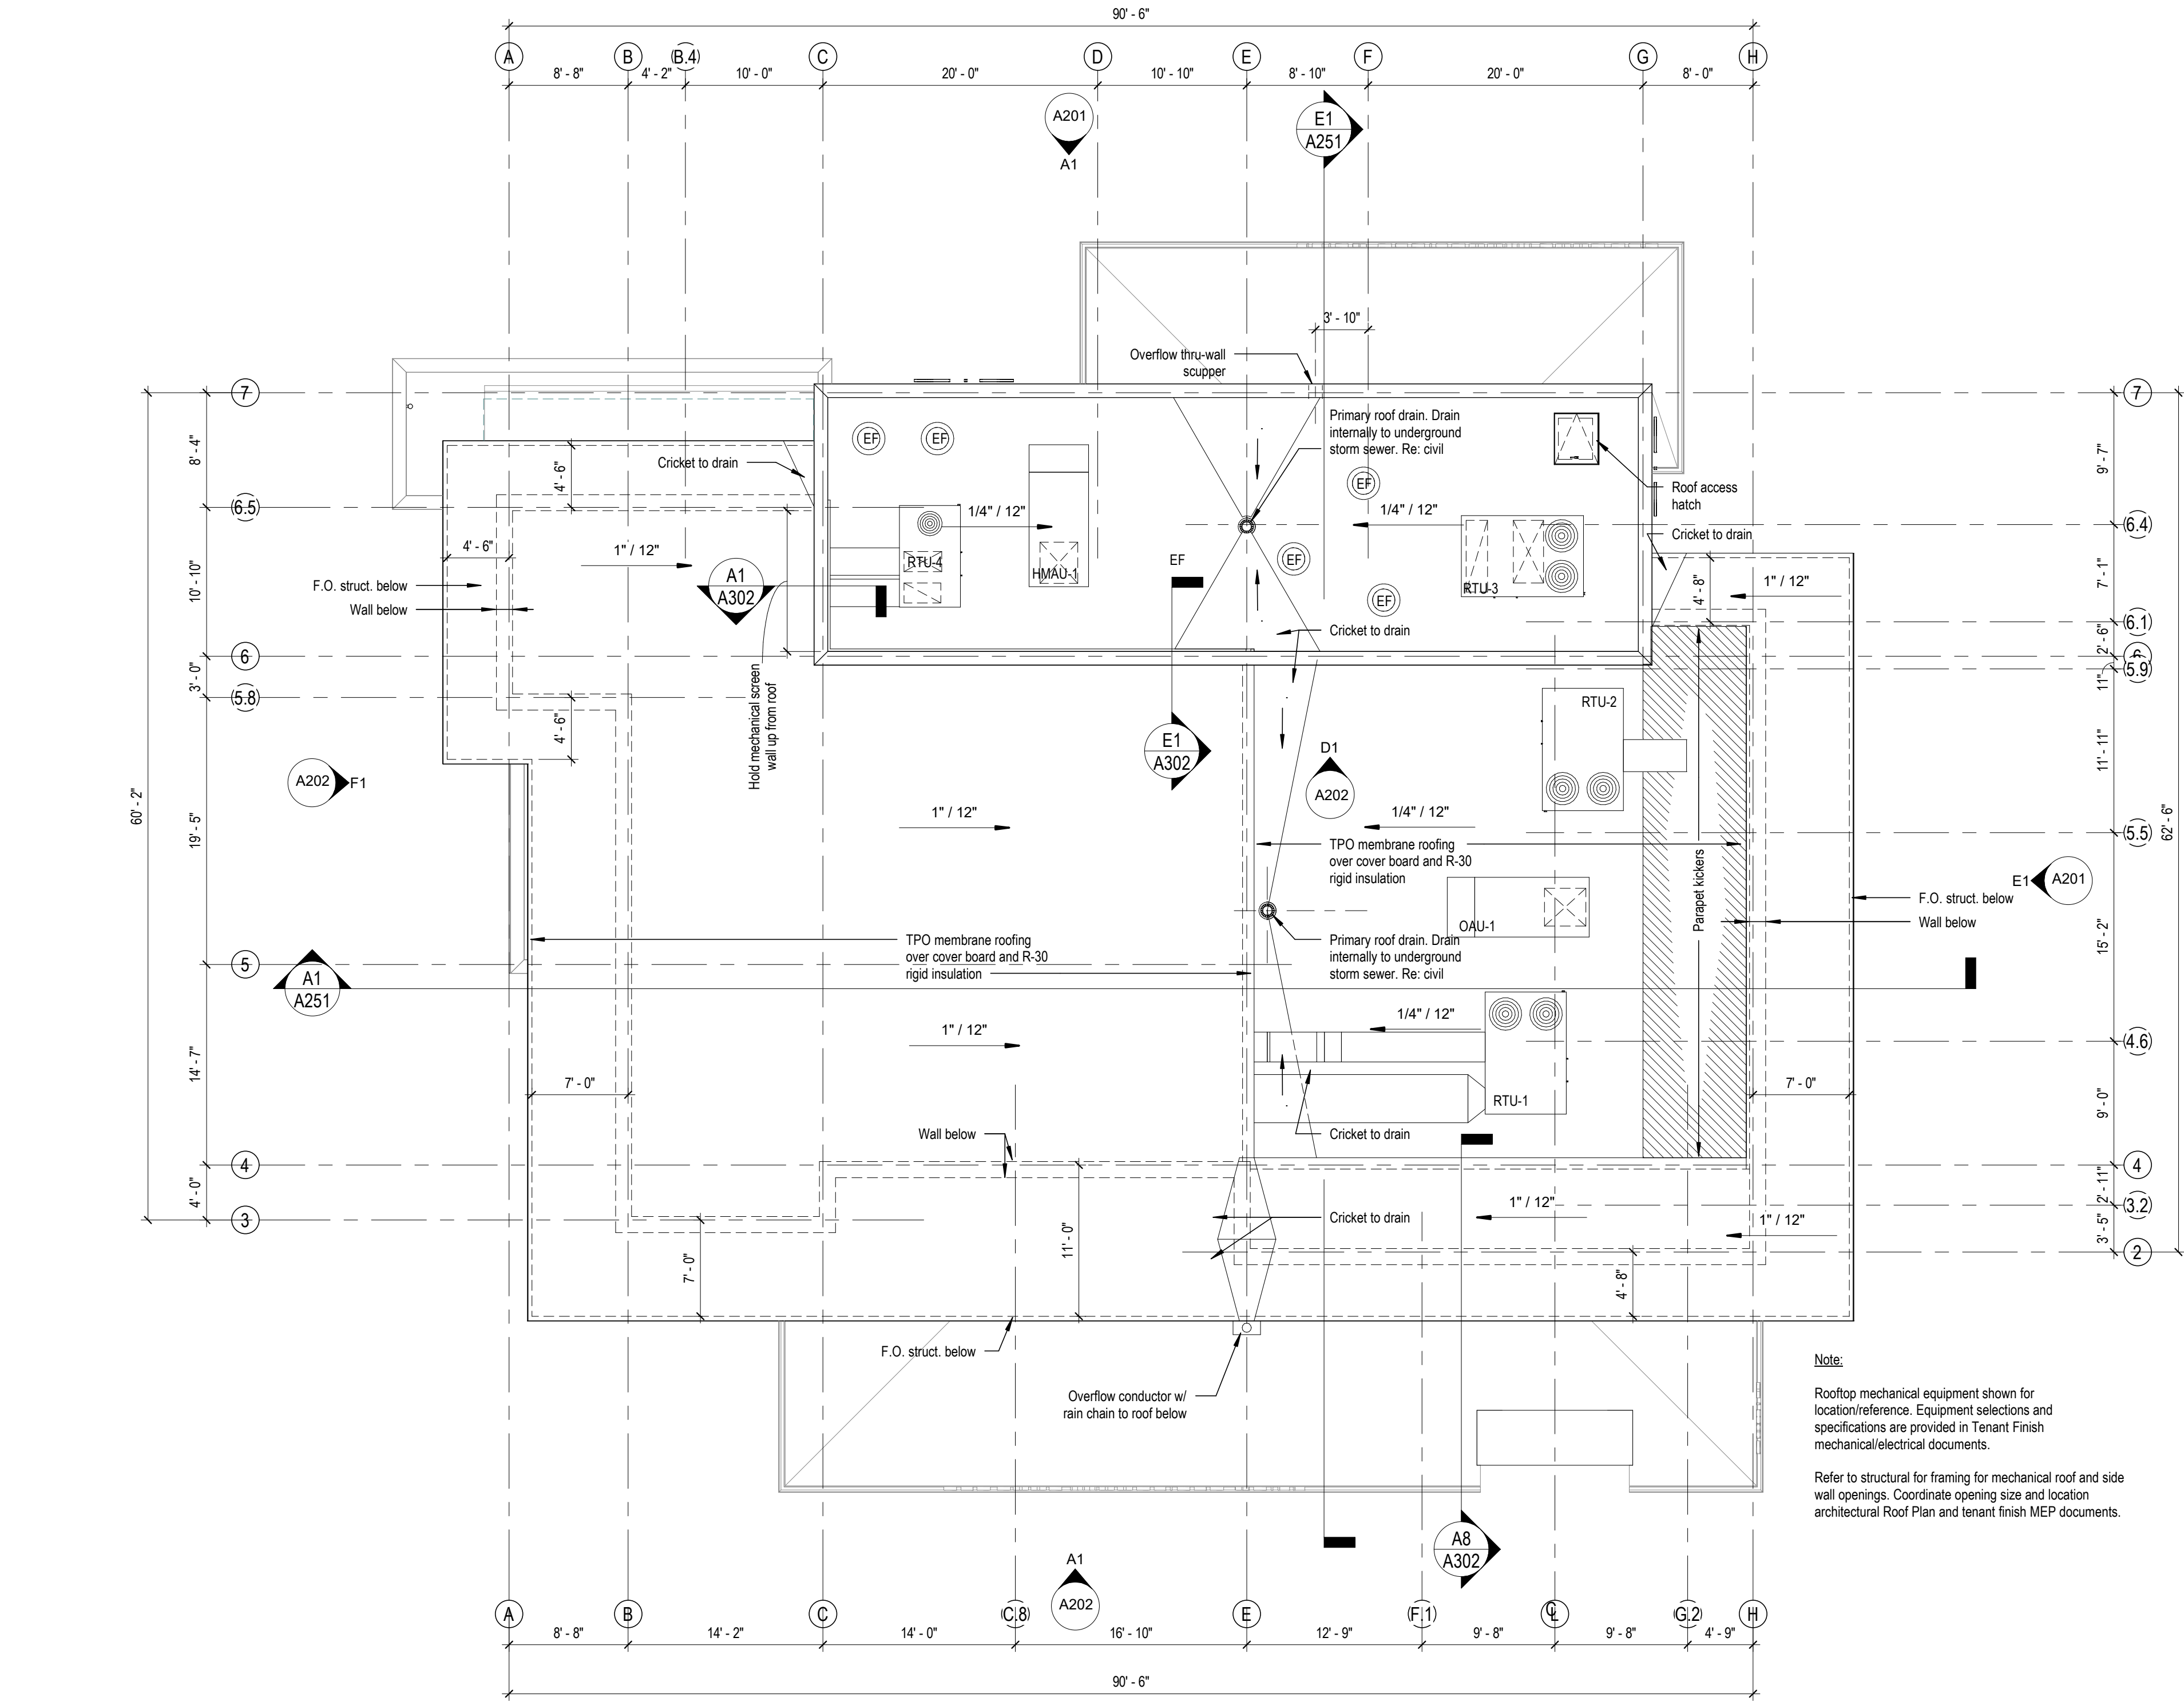 90' - 6"
A
B
(B.4)
C
D
E
F
G
H
8' - 8"
4' - 2"
10' - 0"
20' - 0"
10' - 10"
8' - 10"
20' - 0"
8' - 0"
A201
A1
E1
A251
3' - 10"
Overflow thru-wall
scupper
7
7
Primary roof drain. Drain
internally to underground
storm sewer. Re: civil
EF
EF
EF
EF
EF
EF
Cricket to drain
8' - 4"
4' - 6"
9' - 7"
Roof access
hatch
(6.5)
(6.4)
1/4" / 12"
1/4" / 12"
Cricket to drain
4' - 6"
1" / 12"
RTU-4
HMAU-1
RTU-3
A1
A302
F.O. struct. below
Wall below
10' - 10"
4' - 8"
1" / 12"
7' - 1"
Cricket to drain
(6.1)
2' - 6"
6
6
(5.9)
3' - 0"
11"
(5.8)
4' - 6"
Hold mechanical screen
wall up from roof
RTU-2
E1
A302
D1
A202
11' - 11"
A202
F1
60' - 2"
19' - 5"
1" / 12"
1/4" / 12"
(5.5)
62' - 6"
TPO membrane roofing
over cover board and R-30
rigid insulation
Parapet kickers
E1
A201
F.O. struct. below
Wall below
OAU-1
TPO membrane roofing
over cover board and R-30
rigid insulation
Primary roof drain. Drain
internally to underground
storm sewer. Re: civil
15' - 2"
5
A1
A251
1/4" / 12"
1" / 12"
(4.6)
14' - 7"
7' - 0"
7' - 0"
RTU-1
9' - 0"
Wall below
Cricket to drain
4
4
4' - 0"
2' - 11"
1" / 12"
(3.2)
3
Cricket to drain
1" / 12"
3' - 5"
11' - 0"
7' - 0"
4' - 8"
2
F.O. struct. below
Overflow conductor w/
rain chain to roof below
Note:
Rooftop mechanical equipment shown for
location/reference. Equipment selections and
specifications are provided in Tenant Finish
mechanical/electrical documents.
Refer to structural for framing for mechanical roof and side
wall openings. Coordinate opening size and location
architectural Roof Plan and tenant finish MEP documents.
A8
A302
A1
A202
A
B
C
(C.8)
E
(F.1)
CL
(G.2)
H
8' - 8"
14' - 2"
14' - 0"
16' - 10"
12' - 9"
9' - 8"
9' - 8"
4' - 9"
90' - 6"